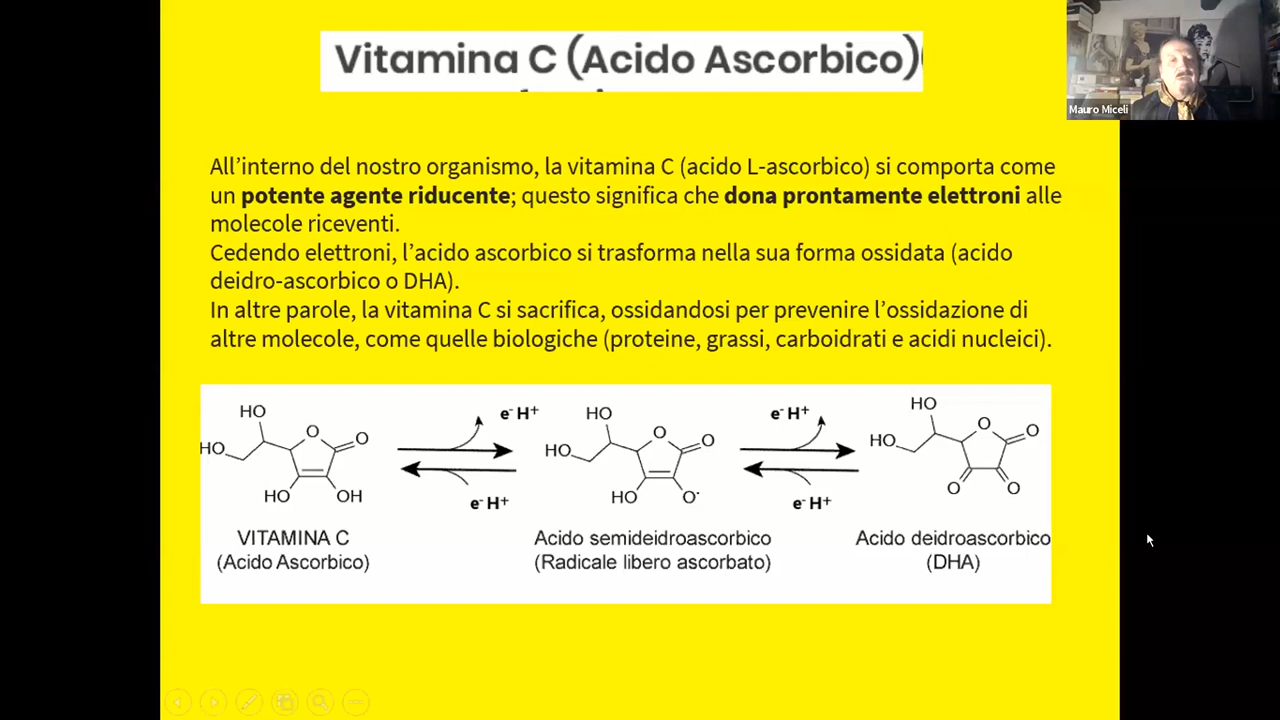 Vitamina C (Acido Ascorbico)
Mauro Miceli
All’interno del nostro organismo, la vitamina C (acido L-ascorbico) si comporta come
un potente agente riducente; questo significa che dona prontamente elettroni alle
molecole riceventi.
Cedendo elettroni, l’acido ascorbico si trasforma nella sua forma ossidata (acido
deidro-ascorbico o DHA).
In altre parole, la vitamina C si sacrifica, ossidandosi per prevenire l’ossidazione di
altre molecole, come quelle biologiche (proteine, grassi, carboidrati e acidi nucleici).
HO
HO
O
O
HO
OH
e⁻ H⁺
e⁻ H⁺
HO
HO
O
O
HO
O·
e⁻ H⁺
e⁻ H⁺
HO
HO
O
O
O
O
VITAMINA C
(Acido Ascorbico)
Acido semideidroascorbico
(Radicale libero ascorbato)
Acido deidroascorbico
(DHA)